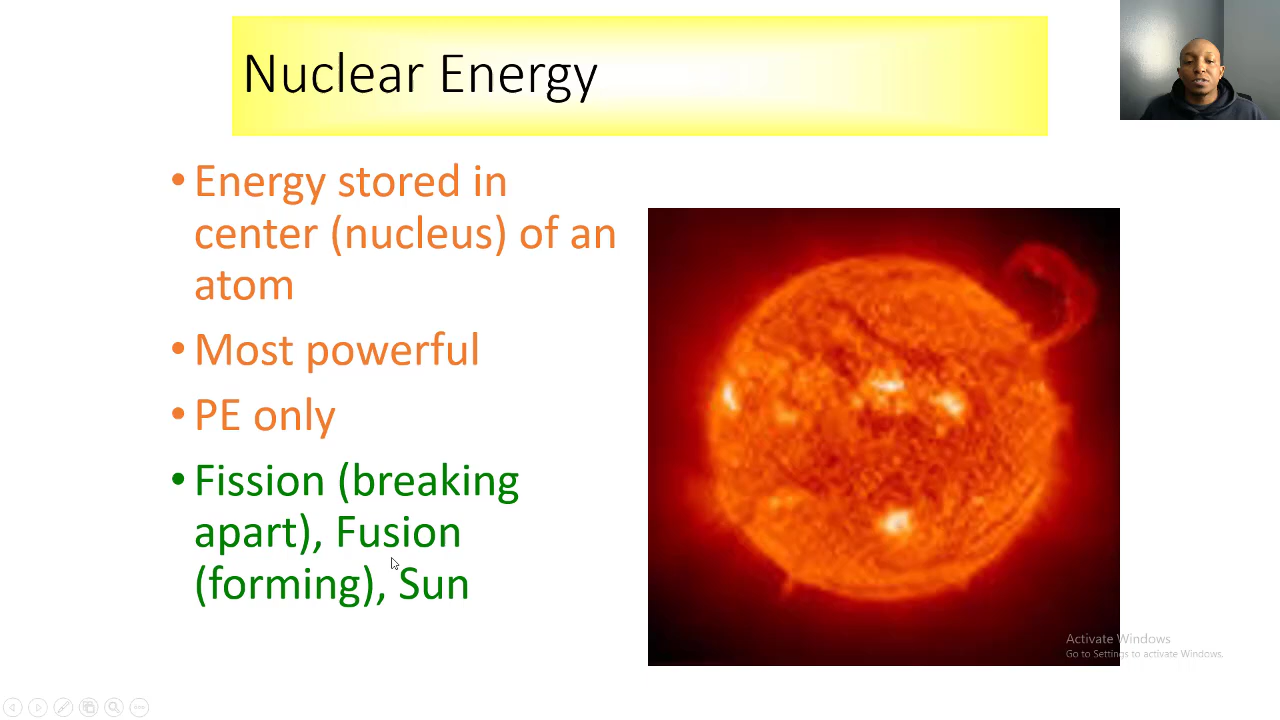 Nuclear Energy
• Energy stored in
center (nucleus) of an
atom
• Most powerful
• PE only
• Fission (breaking
apart), Fusion
(forming), Sun
Activate Windows
Go to Settings to activate Windows.